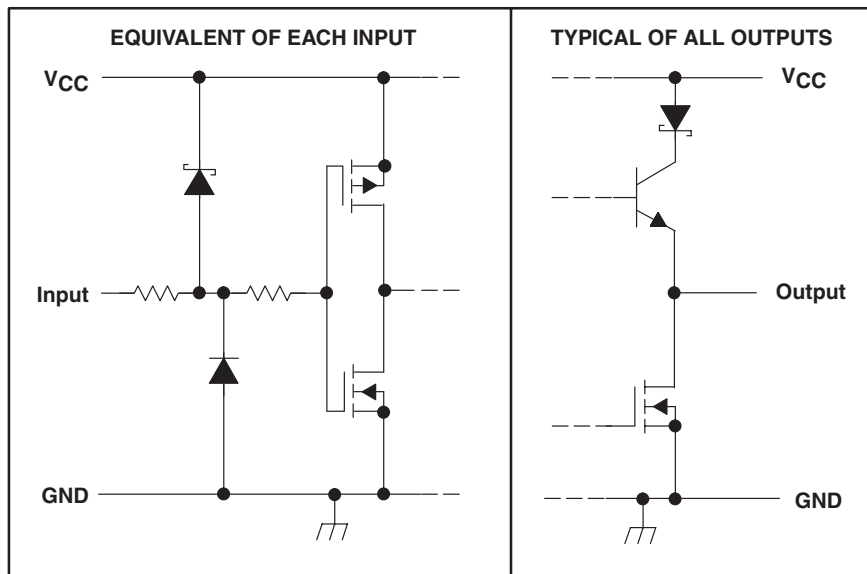 EQUIVALENT OF EACH INPUT
VCC
Input
GND
TYPICAL OF ALL OUTPUTS
VCC
Output
GND